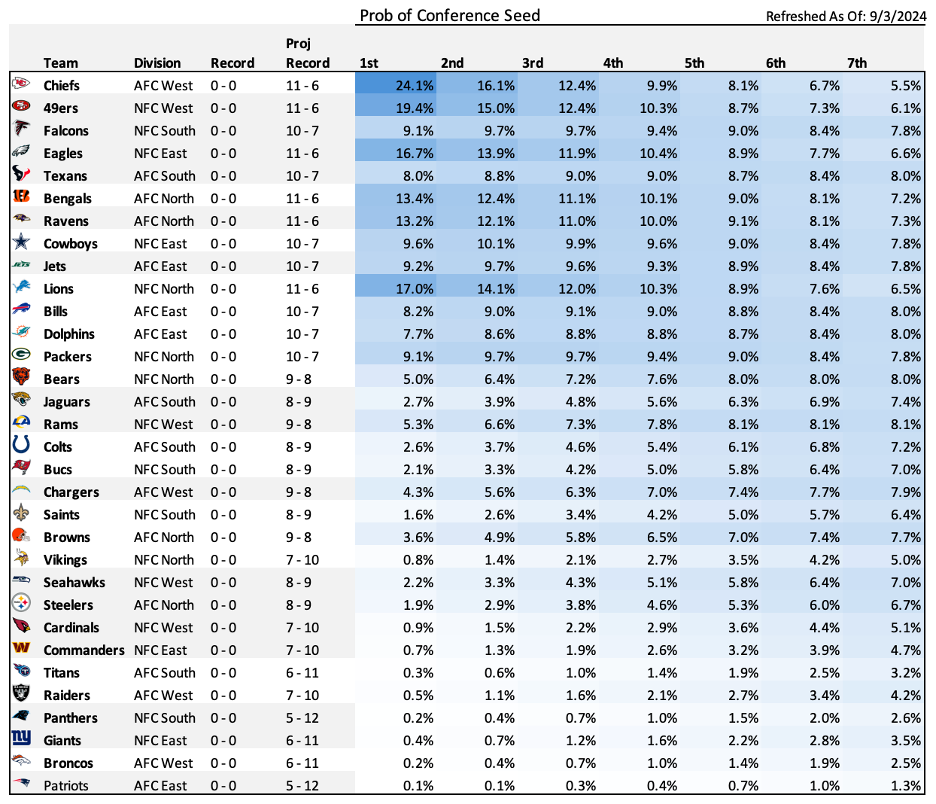 Prob of Conference Seed Refreshed As Of: 9/3/2024
Proj
Team Division Record Record 1st 2nd 3rd 4th 5th 6th 7th
Chiefs AFC West 0 - 0 11 - 6 24.1% 16.1% 12.4% 9.9% 8.1% 6.7% 5.5%
49ers NFC West 0 - 0 11 - 6 19.4% 15.0% 12.4% 10.3% 8.7% 7.3% 6.1%
Falcons NFC South 0 - 0 10 - 7 9.1% 9.7% 9.7% 9.4% 9.0% 8.4% 7.8%
Eagles NFC East 0 - 0 11 - 6 16.7% 13.9% 11.9% 10.4% 8.9% 7.7% 6.6%
Texans AFC South 0 - 0 10 - 7 8.0% 8.8% 9.0% 9.0% 8.7% 8.4% 8.0%
Bengals AFC North 0 - 0 11 - 6 13.4% 12.4% 11.1% 10.1% 9.0% 8.1% 7.2%
Ravens AFC North 0 - 0 11 - 6 13.2% 12.1% 11.0% 10.0% 9.1% 8.1% 7.3%
Cowboys NFC East 0 - 0 10 - 7 9.6% 10.1% 9.9% 9.6% 9.0% 8.4% 7.8%
JETS Jets AFC East 0 - 0 10 - 7 9.2% 9.7% 9.6% 9.3% 8.9% 8.4% 7.8%
Lions NFC North 0 - 0 11 - 6 17.0% 14.1% 12.0% 10.3% 8.9% 7.6% 6.5%
Bills AFC East 0 - 0 10 - 7 8.2% 9.0% 9.1% 9.0% 8.8% 8.4% 8.0%
Dolphins AFC East 0 - 0 10 - 7 7.7% 8.6% 8.8% 8.8% 8.7% 8.4% 8.0%
Packers NFC North 0 - 0 10 - 7 9.1% 9.7% 9.7% 9.4% 9.0% 8.4% 7.8%
Bears NFC North 0 - 0 9 - 8 5.0% 6.4% 7.2% 7.6% 8.0% 8.0% 8.0%
Jaguars AFC South 0 - 0 8 - 9 2.7% 3.9% 4.8% 5.6% 6.3% 6.9% 7.4%
Rams NFC West 0 - 0 9 - 8 5.3% 6.6% 7.3% 7.8% 8.1% 8.1% 8.1%
Colts AFC South 0 - 0 8 - 9 2.6% 3.7% 4.6% 5.4% 6.1% 6.8% 7.2%
Bucs NFC South 0 - 0 8 - 9 2.1% 3.3% 4.2% 5.0% 5.8% 6.4% 7.0%
Chargers AFC West 0 - 0 9 - 8 4.3% 5.6% 6.3% 7.0% 7.4% 7.7% 7.9%
Saints NFC South 0 - 0 8 - 9 1.6% 2.6% 3.4% 4.2% 5.0% 5.7% 6.4%
Browns AFC North 0 - 0 9 - 8 3.6% 4.9% 5.8% 6.5% 7.0% 7.4% 7.7%
Vikings NFC North 0 - 0 7 - 10 0.8% 1.4% 2.1% 2.7% 3.5% 4.2% 5.0%
Seahawks NFC West 0 - 0 8 - 9 2.2% 3.3% 4.3% 5.1% 5.8% 6.4% 7.0%
Steelers AFC North 0 - 0 8 - 9 1.9% 2.9% 3.8% 4.6% 5.3% 6.0% 6.7%
Cardinals NFC West 0 - 0 7 - 10 0.9% 1.5% 2.2% 2.9% 3.6% 4.4% 5.1%
W Commanders NFC East 0 - 0 7 - 10 0.7% 1.3% 1.9% 2.6% 3.2% 3.9% 4.7%
Titans AFC South 0 - 0 6 - 11 0.3% 0.6% 1.0% 1.4% 1.9% 2.5% 3.2%
Raiders AFC West 0 - 0 7 - 10 0.5% 1.1% 1.6% 2.1% 2.7% 3.4% 4.2%
Panthers NFC South 0 - 0 5 - 12 0.2% 0.4% 0.7% 1.0% 1.5% 2.0% 2.6%
ny Giants NFC East 0 - 0 6 - 11 0.4% 0.7% 1.2% 1.6% 2.2% 2.8% 3.5%
Broncos AFC West 0 - 0 6 - 11 0.2% 0.4% 0.7% 1.0% 1.4% 1.9% 2.5%
Patriots AFC East 0 - 0 5 - 12 0.1% 0.1% 0.3% 0.4% 0.7% 1.0% 1.3%